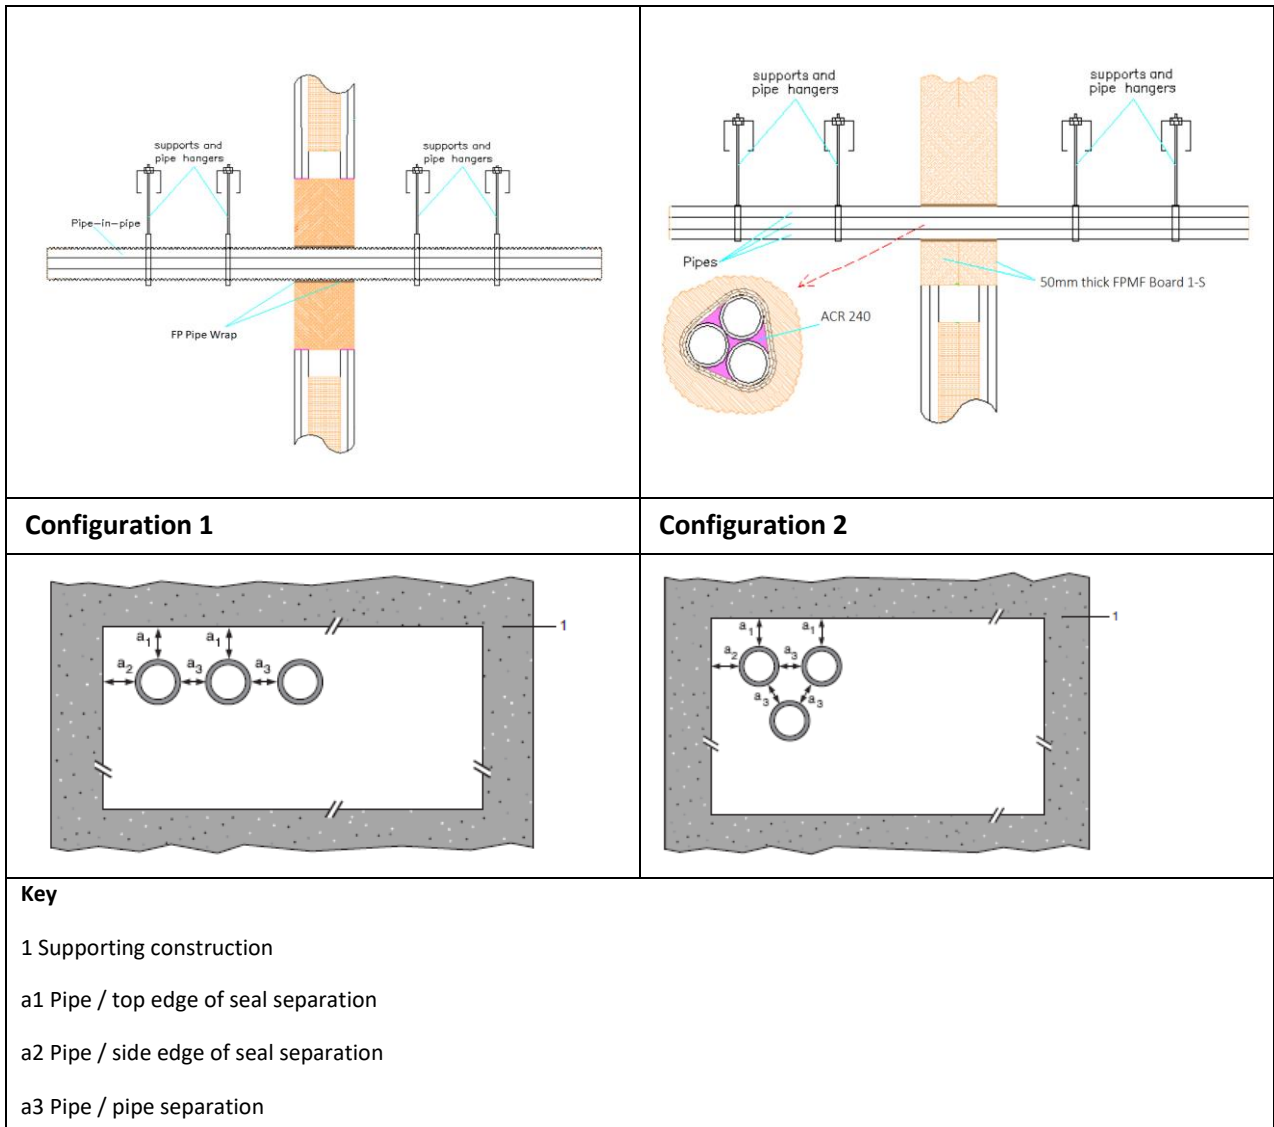 supports and
pipe hangers
supports and
pipe hangers
Pipe-in-pipe
FP Pipe Wrap
supports and
pipe hangers
supports and
pipe hangers
Pipes
50mm thick FPMF Board 1-S
ACR 240
Configuration 1
Configuration 2
a1
a1
a2
a3
a3
1
a1
a1
a2
a3
a3
a3
1
Key
1 Supporting construction
a1 Pipe / top edge of seal separation
a2 Pipe / side edge of seal separation
a3 Pipe / pipe separation